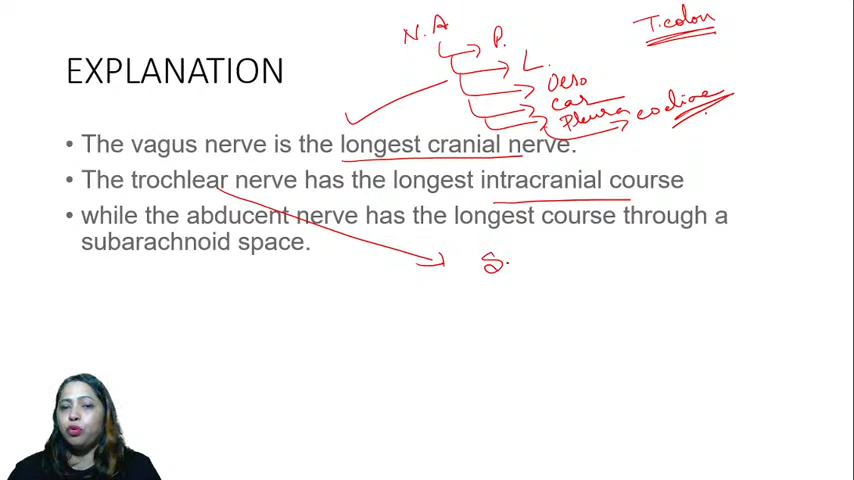 N.A
P.
T.colon
L.
Oeso
Car
Pleura
coeliac
EXPLANATION
• The vagus nerve is the longest cranial nerve.
• The trochlear nerve has the longest intracranial course
• while the abducent nerve has the longest course through a
subarachnoid space.
S.